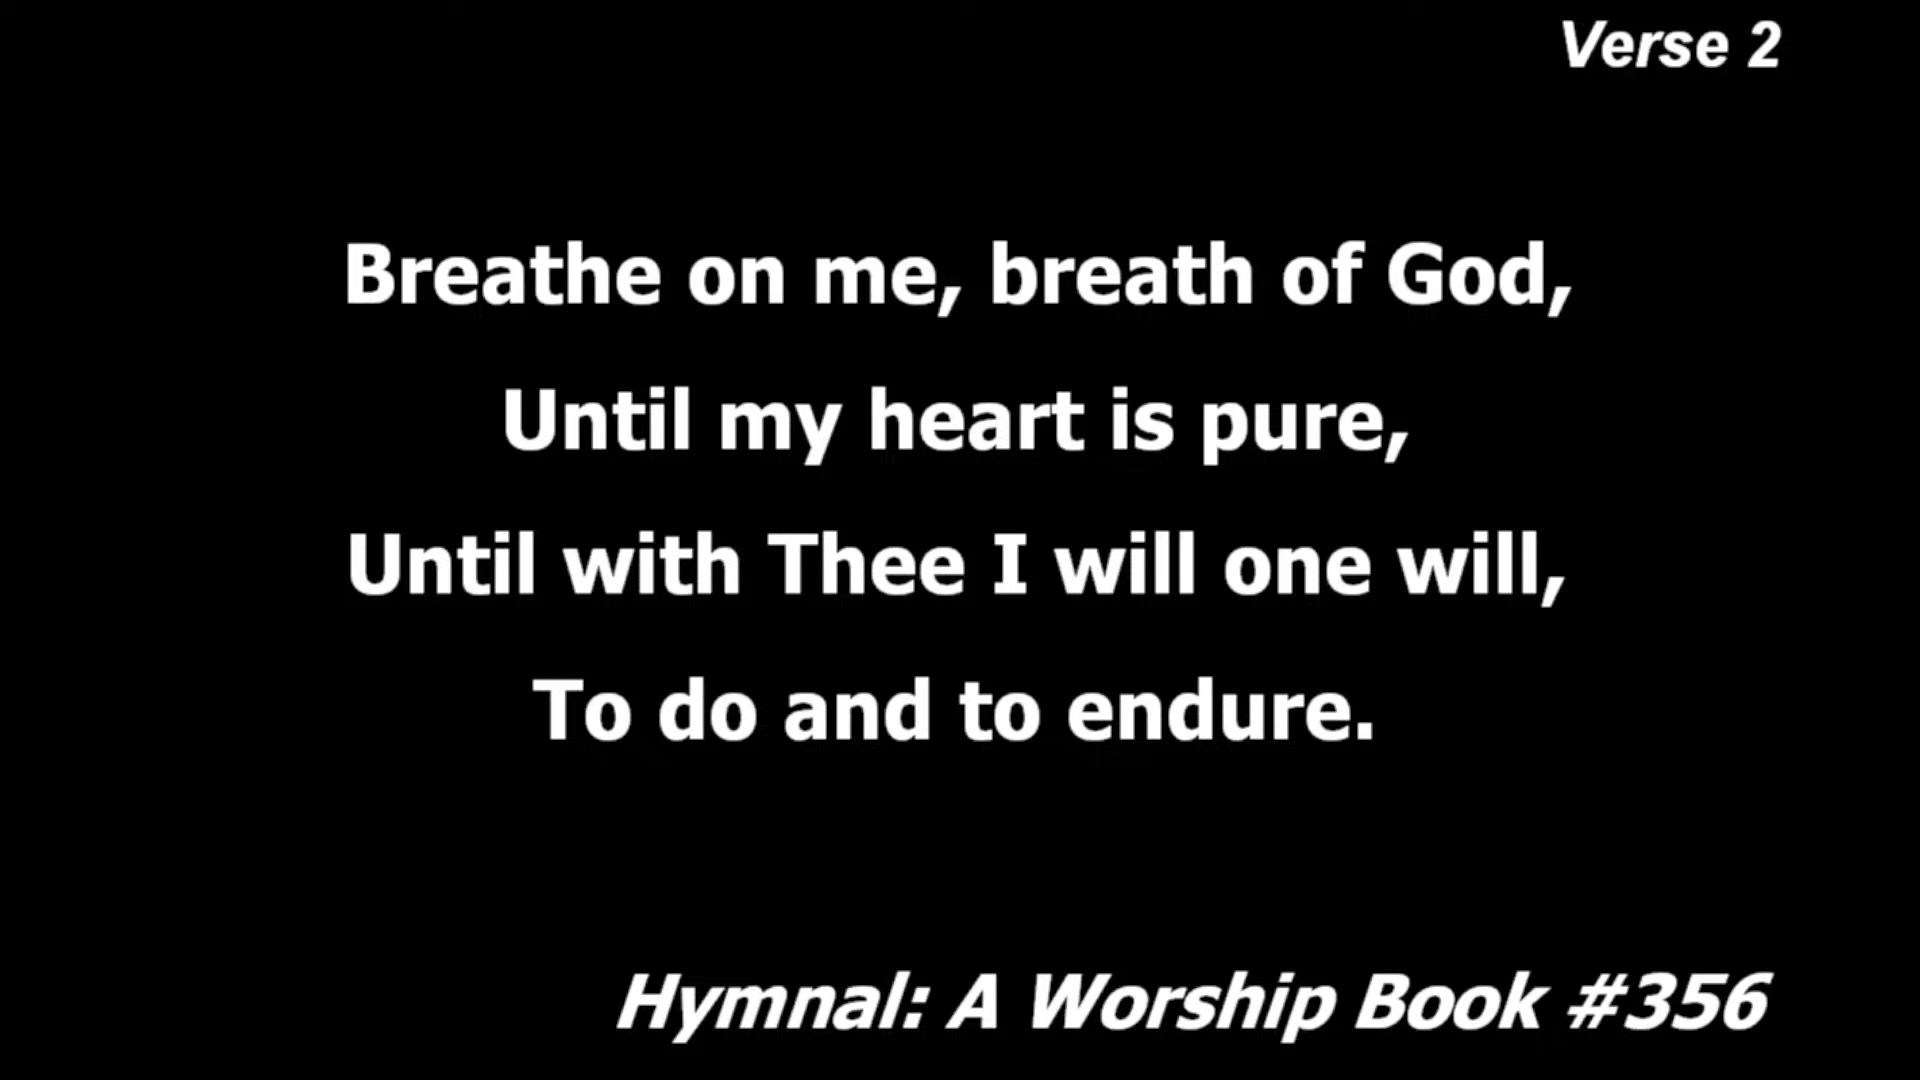 Verse 2
Breathe on me, breath of God,
Until my heart is pure,
Until with Thee I will one will,
To do and to endure.
Hymnal: A Worship Book #356